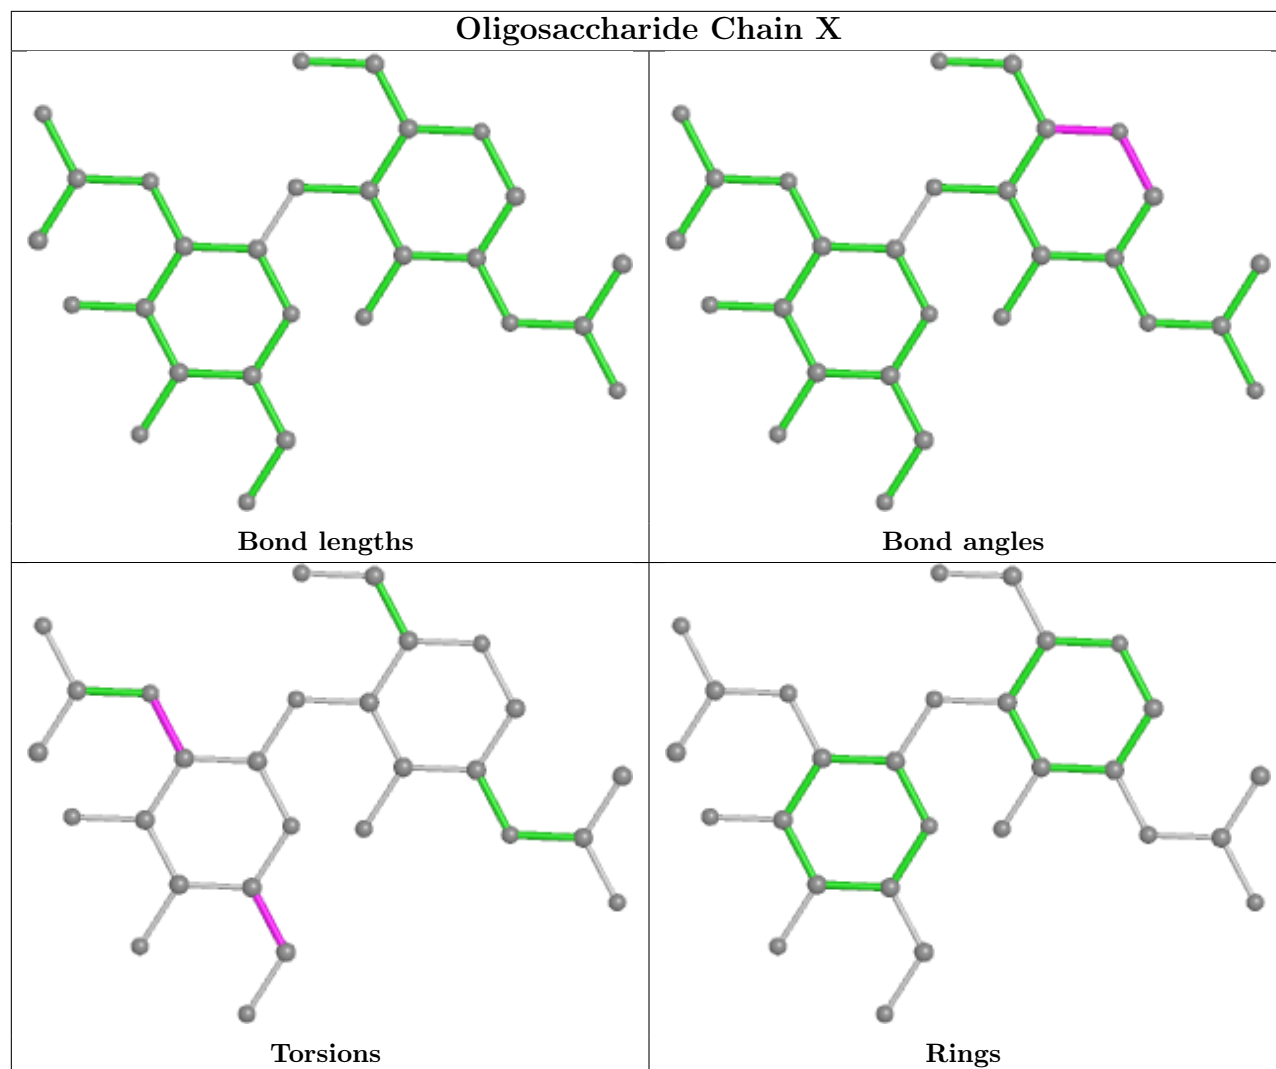 Oligosaccharide Chain X
Bond lengths
Bond angles
Torsions
Rings